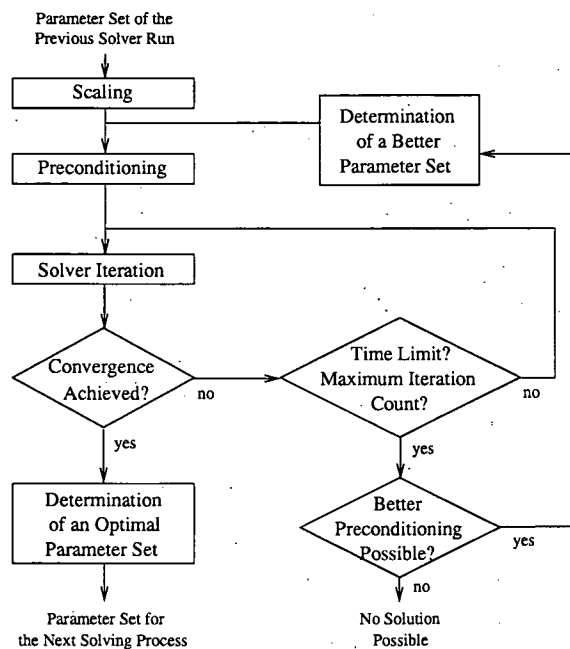 Parameter Set of the
Previous Solver Run
Scaling
Determination
of a Better
Parameter Set
Preconditioning
Solver Iteration
Convergence
Achieved?
no
Time Limit?
Maximum Iteration
Count?
no
yes
yes
Determination
of an Optimal
Parameter Set
Better
Preconditioning
Possible?
yes
no
Parameter Set for
the Next Solving Process
No Solution
Possible